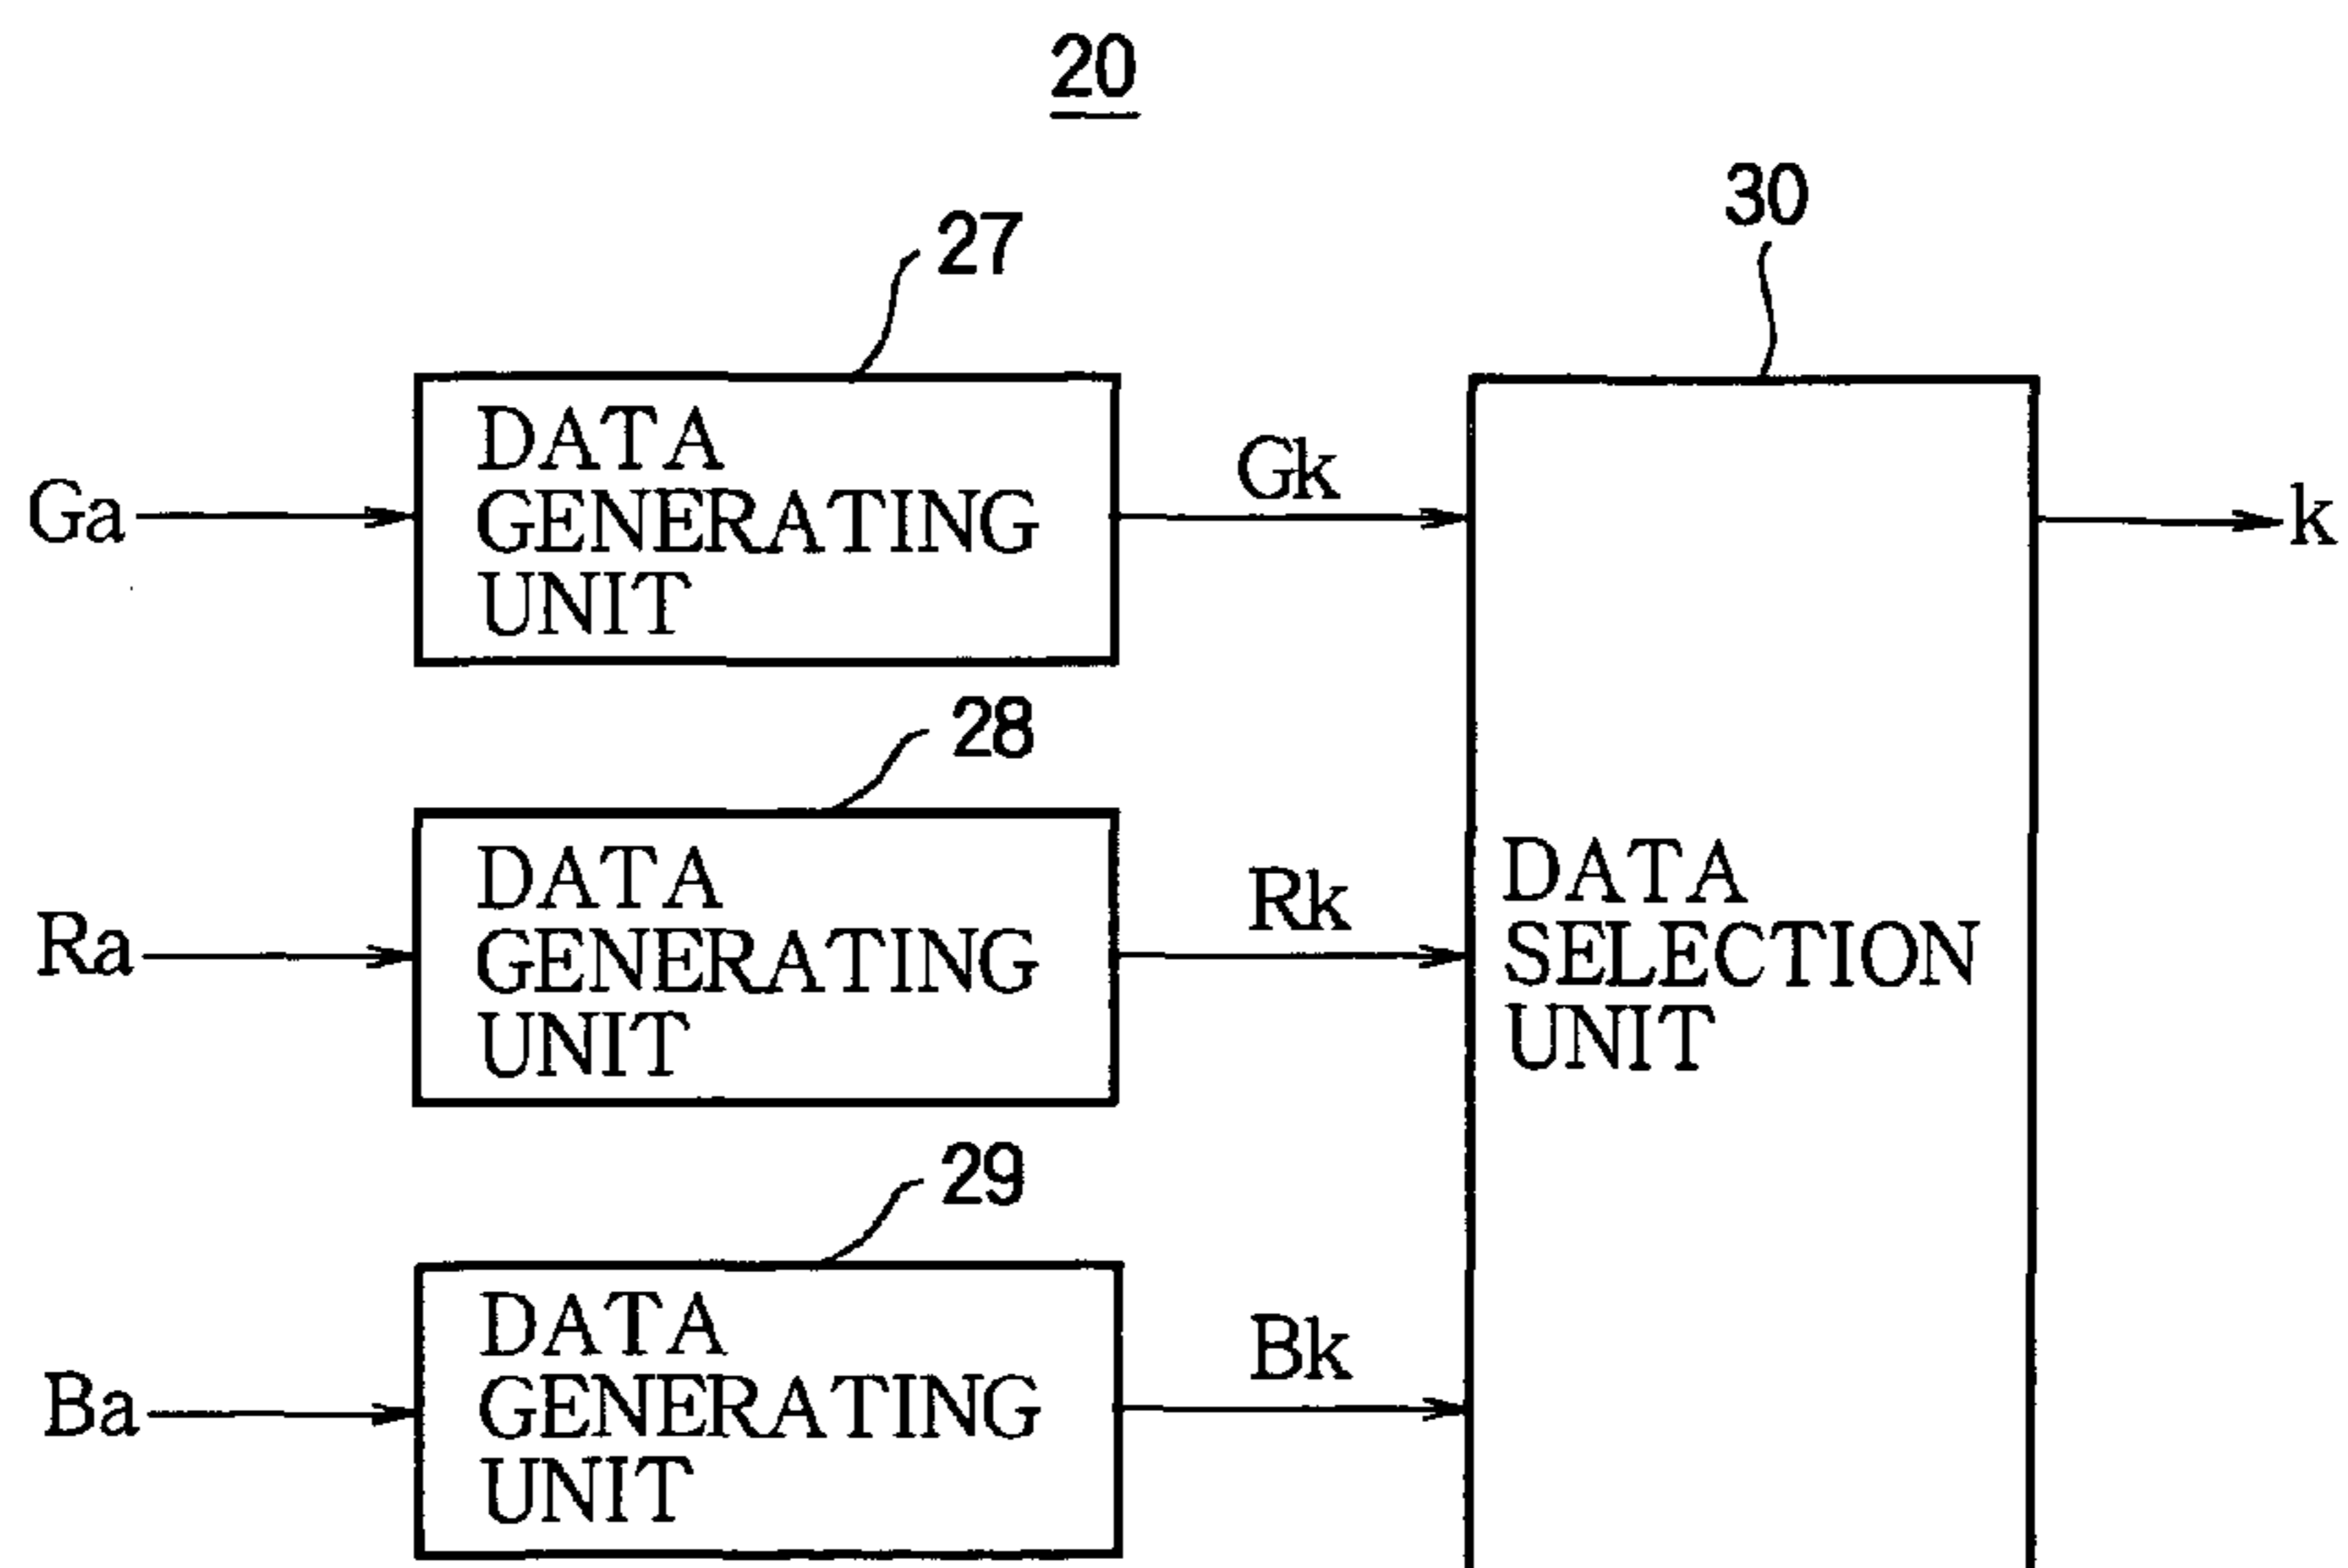 20
27
30
DATA
GENERATING
UNIT
Ga
Gk
k
28
DATA
GENERATING
UNIT
Ra
Rk
DATA
SELECTION
UNIT
29
DATA
GENERATING
UNIT
Ba
Bk